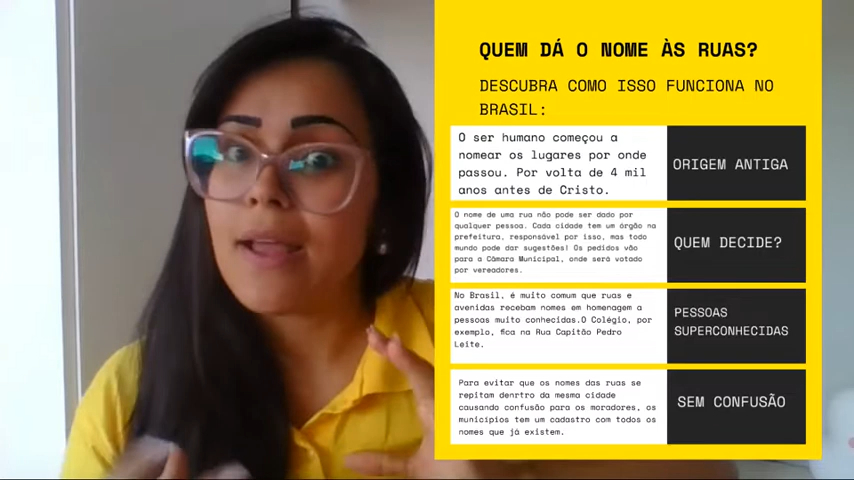 QUEM DÁ O NOME ÀS RUAS?
DESCUBRA COMO ISSO FUNCIONA NO
BRASIL:
O ser humano começou a
nomear os lugares por onde
passou. Por volta de 4 mil
anos antes de Cristo.
ORIGEM ANTIGA
O nome de uma rua não pode ser dado por
qualquer pessoa. Cada cidade tem um órgão na
prefeitura, responsável por isso, mas todo
mundo pode dar sugestões! Os pedidos vão
para a Câmara Municipal, onde será votado
por vereadores.
QUEM DECIDE?
No Brasil, é muito comum que ruas e
avenidas recebam nomes em homenagem a
pessoas muito conhecidas.O Colégio, por
exemplo, fica na Rua Capitão Pedro
Leite.
PESSOAS
SUPERCONHECIDAS
Para evitar que os nomes das ruas se
repitam denrtro da mesma cidade
causando confusão para os moradores, os
municípios tem um cadastro com todos os
nomes que já existem.
SEM CONFUSÃO